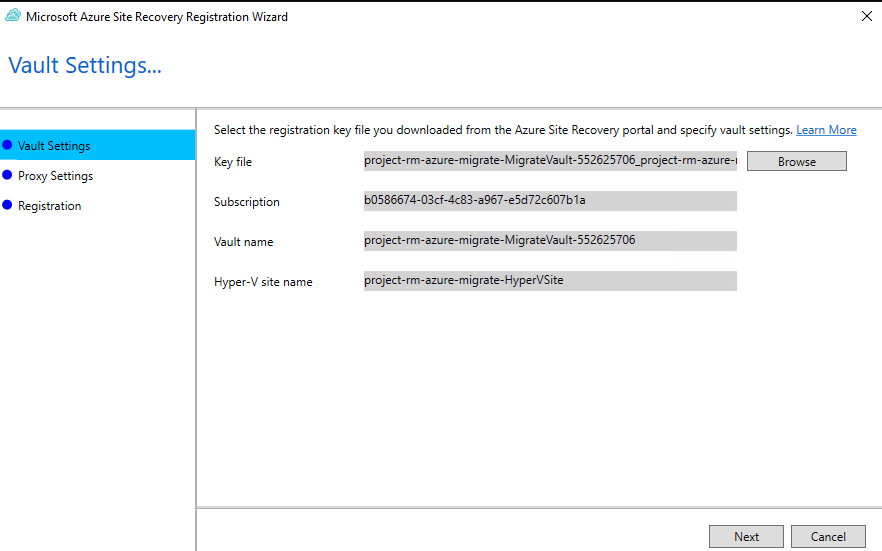 Microsoft Azure Site Recovery Registration Wizard
Vault Settings...
Vault Settings
Proxy Settings
Registration
Select the registration key file you downloaded from the Azure Site Recovery portal and specify vault settings. Learn More
Key file project-rm-azure-migrate-MigrateVault-552625706_project-rm-azure- Browse
Subscription b0586674-03cf-4c83-a967-e5d72c607b1a
Vault name project-rm-azure-migrate-MigrateVault-552625706
Hyper-V site name project-rm-azure-migrate-HyperVSite
Next Cancel